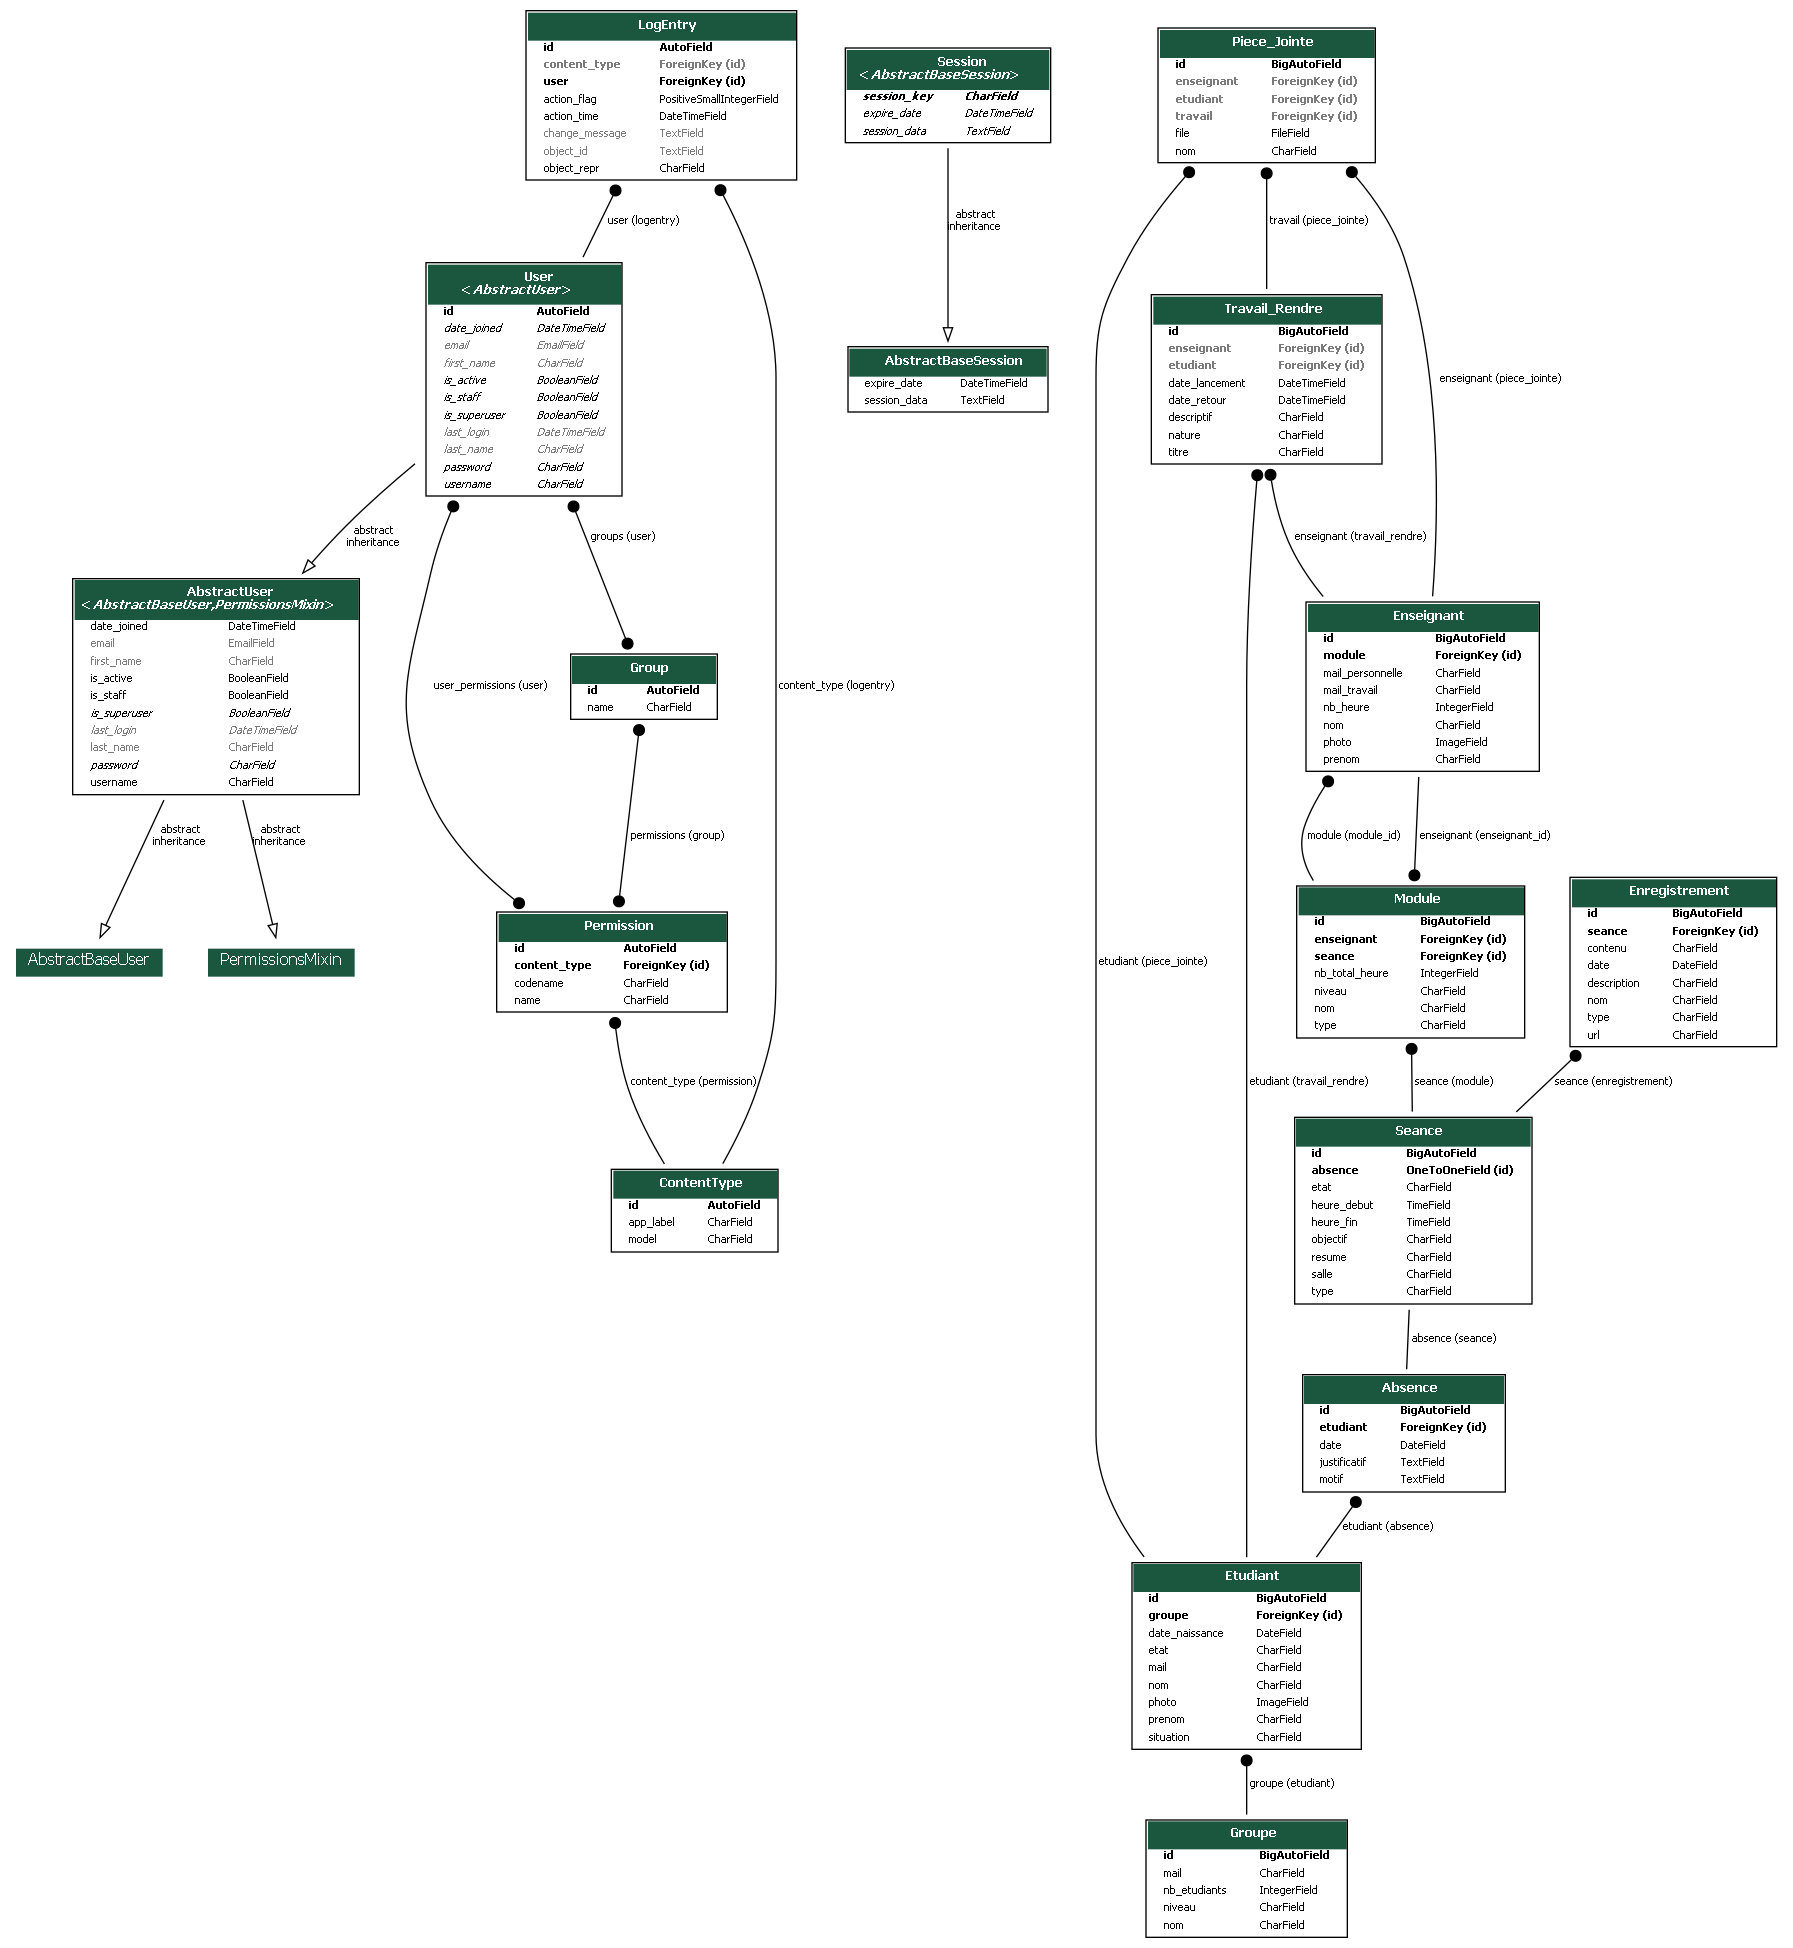 LogEntry
id AutoField
content_type ForeignKey (id)
user ForeignKey (id)
action_flag PositiveSmallIntegerField
action_time DateTimeField
change_message TextField
object_id TextField
object_repr CharField
user (logentry)
User
<AbstractUser>
id AutoField
date_joined DateTimeField
email EmailField
first_name CharField
is_active BooleanField
is_staff BooleanField
is_superuser BooleanField
last_login DateTimeField
last_name CharField
password CharField
username CharField
abstract
inheritance
groups (user)
AbstractUser
<AbstractBaseUser,PermissionsMixin>
date_joined DateTimeField
email EmailField
first_name CharField
is_active BooleanField
is_staff BooleanField
is_superuser BooleanField
last_login DateTimeField
last_name CharField
password CharField
username CharField
user_permissions (user)
Group
id AutoField
name CharField
content_type (logentry)
abstract
inheritance
abstract
inheritance
permissions (group)
AbstractBaseUser
PermissionsMixin
Permission
id AutoField
content_type ForeignKey (id)
codename CharField
name CharField
content_type (permission)
ContentType
id AutoField
app_label CharField
model CharField
Session
<AbstractBaseSession>
session_key CharField
expire_date DateTimeField
session_data TextField
abstract
inheritance
AbstractBaseSession
expire_date DateTimeField
session_data TextField
Piece_Jointe
id BigAutoField
enseignant ForeignKey (id)
etudiant ForeignKey (id)
travail ForeignKey (id)
file FileField
nom CharField
travail (piece_jointe)
Travail_Rendre
id BigAutoField
enseignant ForeignKey (id)
etudiant ForeignKey (id)
date_lancement DateTimeField
date_retour DateTimeField
descriptif CharField
nature CharField
titre CharField
enseignant (piece_jointe)
enseignant (travail_rendre)
Enseignant
id BigAutoField
module ForeignKey (id)
mail_personnelle CharField
mail_travail CharField
nb_heure IntegerField
nom CharField
photo ImageField
prenom CharField
module (module_id)
enseignant (enseignant_id)
Module
id BigAutoField
enseignant ForeignKey (id)
seance ForeignKey (id)
nb_total_heure IntegerField
niveau CharField
nom CharField
type CharField
Enregistrement
id BigAutoField
seance ForeignKey (id)
contenu CharField
date DateField
description CharField
nom CharField
type CharField
url CharField
etudiant (piece_jointe)
etudiant (travail_rendre)
seance (module)
seance (enregistrement)
Seance
id BigAutoField
absence OneToOneField (id)
etat CharField
heure_debut TimeField
heure_fin TimeField
objectif CharField
resume CharField
salle CharField
type CharField
absence (seance)
Absence
id BigAutoField
etudiant ForeignKey (id)
date DateField
justificatif TextField
motif TextField
etudiant (absence)
Etudiant
id BigAutoField
groupe ForeignKey (id)
date_naissance DateField
etat CharField
mail CharField
nom CharField
photo ImageField
prenom CharField
situation CharField
groupe (etudiant)
Groupe
id BigAutoField
mail CharField
nb_etudiants IntegerField
niveau CharField
nom CharField